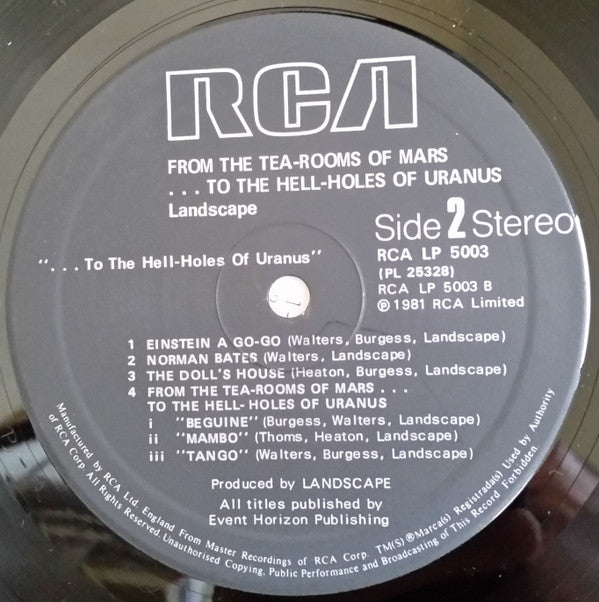 RCA
FROM THE TEA-ROOMS OF MARS
. . . TO THE HELL-HOLES OF URANUS
Landscape
Side 2 Stereo
RCA LP 5003
(PL 25328)
RCA LP 5003 B
℗ 1981 RCA Limited
". . . To The Hell-Holes Of Uranus"
1 EINSTEIN A GO-GO (Walters, Burgess, Landscape)
2 NORMAN BATES (Walters, Landscape)
3 THE DOLL'S HOUSE (Heaton, Burgess, Landscape)
4 FROM THE TEA-ROOMS OF MARS . . .
TO THE HELL- HOLES OF URANUS
i "BEGUINE" (Burgess, Walters, Landscape)
ii "MAMBO" (Thoms, Heaton, Landscape)
iii "TANGO" (Walters, Burgess, Landscape)
Produced by LANDSCAPE
All titles published by
Event Horizon Publishing
Manufactured by RCA Ltd. England From Master Recordings of RCA Corp. TM(S)®Marca(s) Registrada(s) Used by Authority
of RCA Corp All Rights Reserved. Unauthorised Copying, Public Performance and Broadcasting of This Record Forbidden